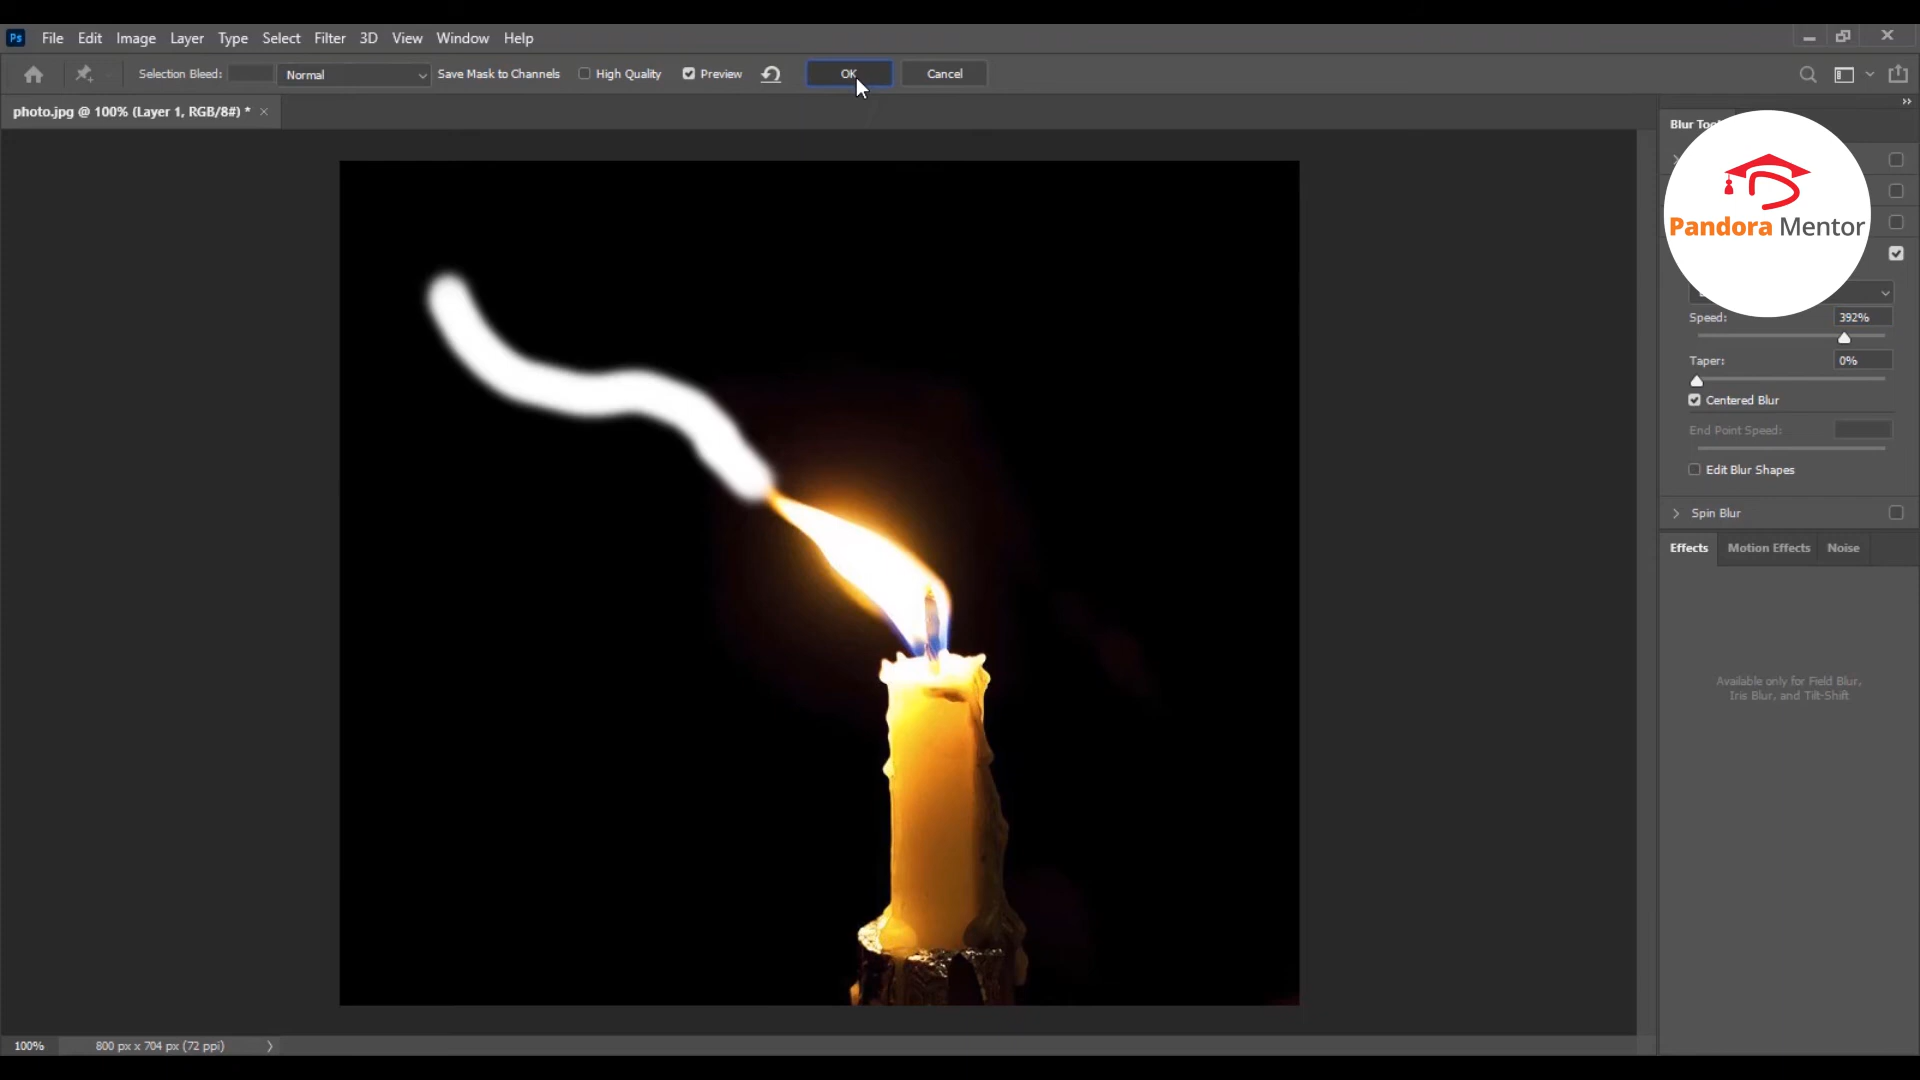 Ps File Edit Image Layer Type Select Filter 3D View Window Help
Selection Bleed: Normal Save Mask to Channels High Quality Preview OK Cancel
photo.jpg @ 100% (Layer 1, RGB/8#) * ×
Blur
Pandora Mentor
Speed: 392%
Taper: 0%
Centered Blur
End Point Speed:
Edit Blur Shapes
Spin Blur
Effects Motion Effects Noise
Available only for Field Blur,
Iris Blur, and Tilt-Shift
100% 800 px x 704 px (72 ppi)